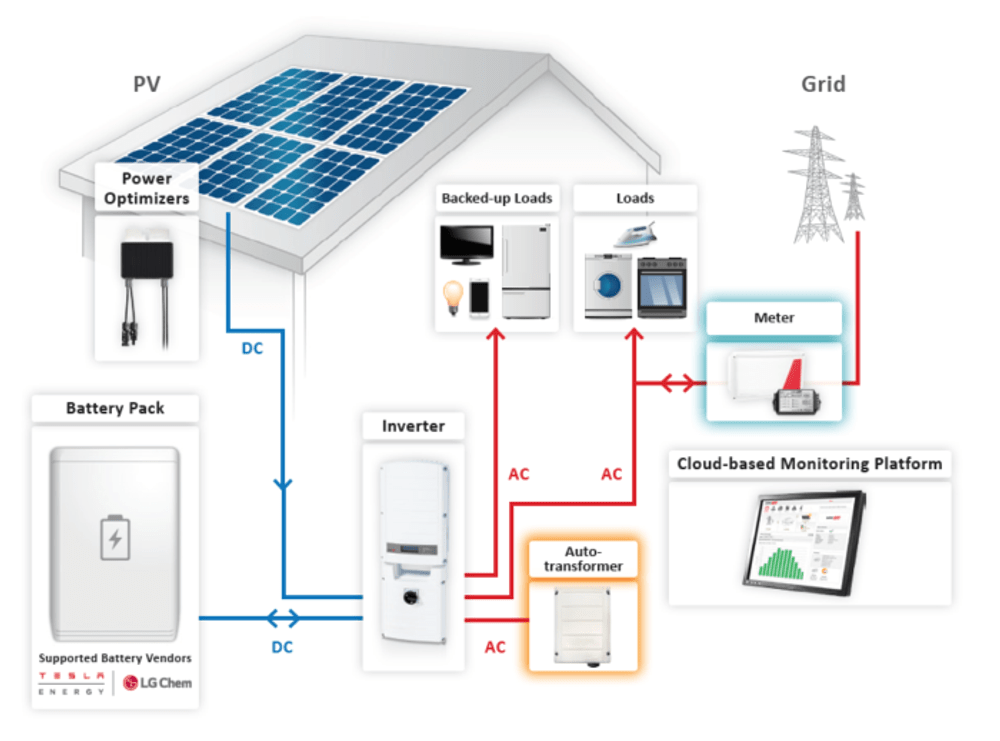 PV
Grid
Power
Optimizers
Backed-up Loads
Loads
Meter
DC
Battery Pack
Inverter
Cloud-based Monitoring Platform
AC
AC
Auto-
transformer
DC
AC
Supported Battery Vendors
TESLA
ENERGY
LG Chem